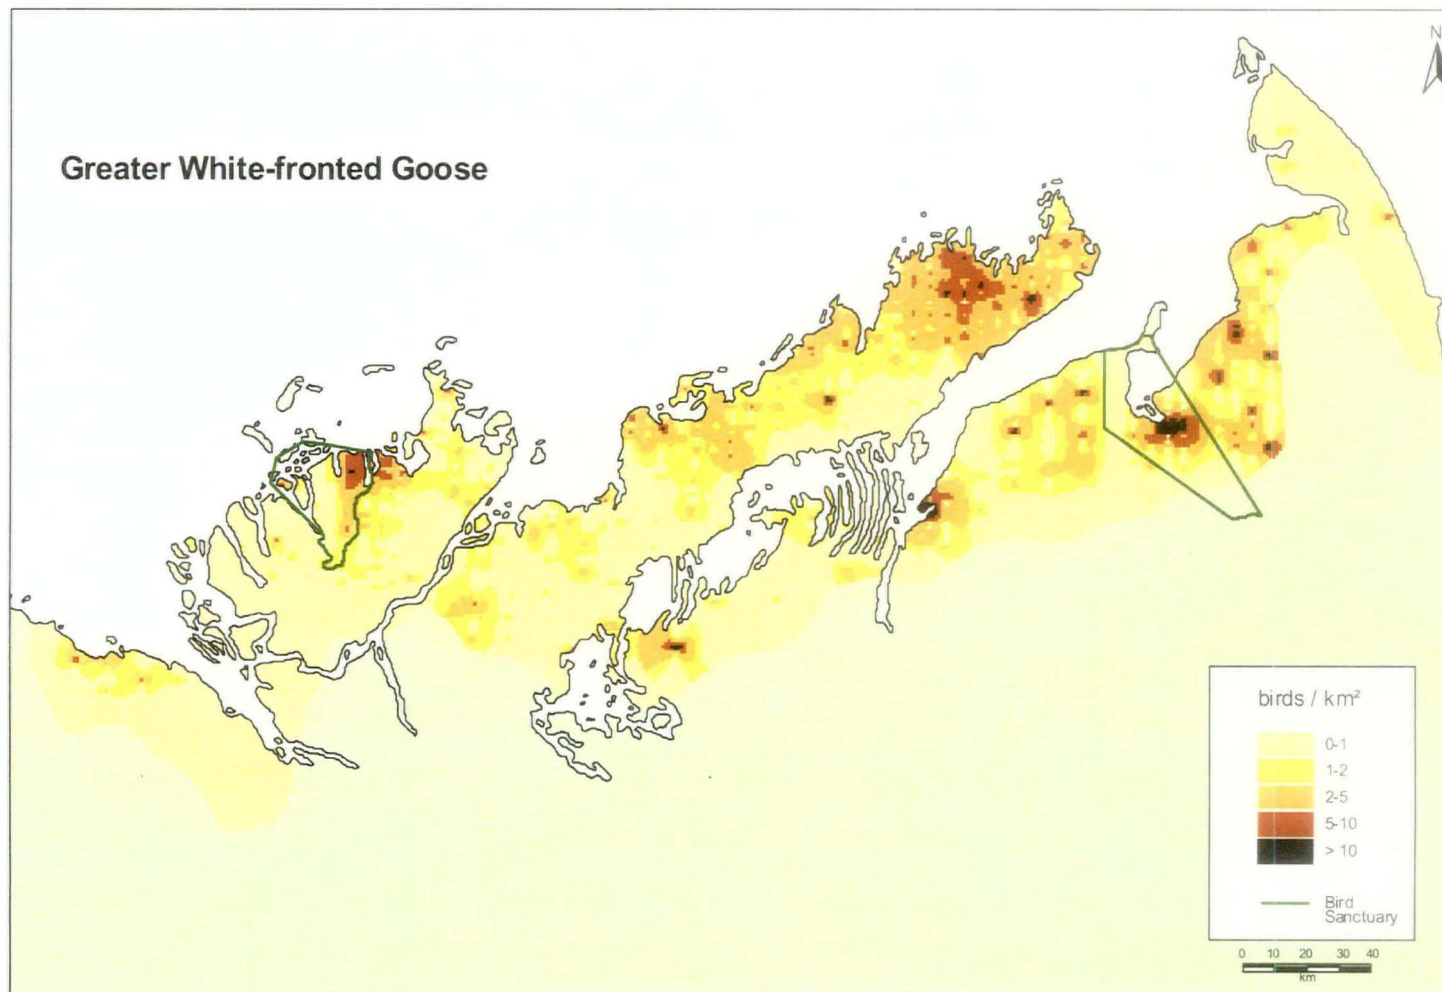 N
Greater White-fronted Goose
birds / km²
0-1
1-2
2-5
5-10
> 10
Bird
Sanctuary
0 10 20 30 40
km